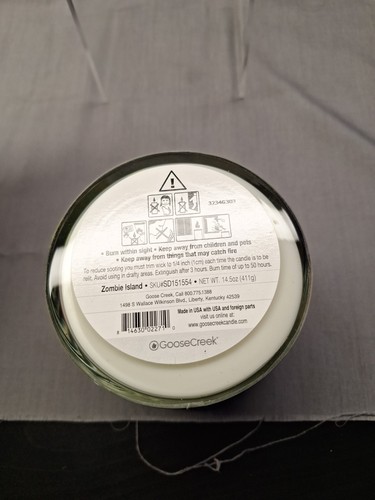 • Burn within sight • Keep away from children and pets
• Keep away from things that may catch fire
To reduce sooting you must trim wick to 1/4 inch (1cm) each time the candle is to be
relit. Avoid using in drafty areas. Extinguish after 3 hours. Burn time of up to 50 hours.
Zombie Island • SKU#SD151554 • NET WT. 14.5oz (411g)
Goose Creek, Call 800.775.1388
1498 S Wallace Wilkinson Blvd., Liberty, Kentucky 42539
Made in USA with USA and foreign parts
visit us online at:
www.goosecreekcandle.com
GooseCreek